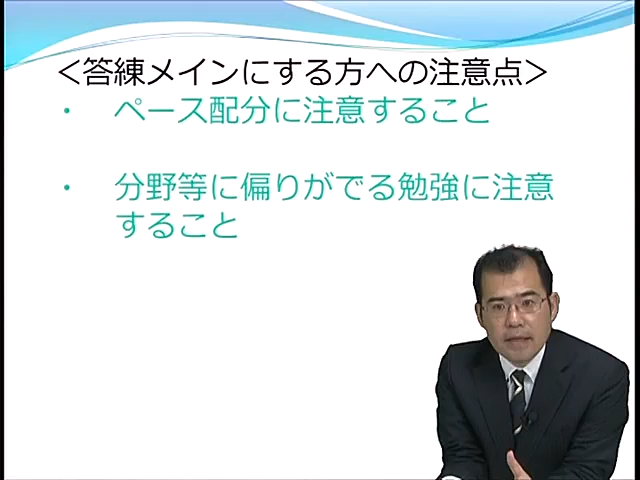 ＜答練メインにする方への注意点＞
・ ペース配分に注意すること
・ 分野等に偏りがでる勉強に注意
すること